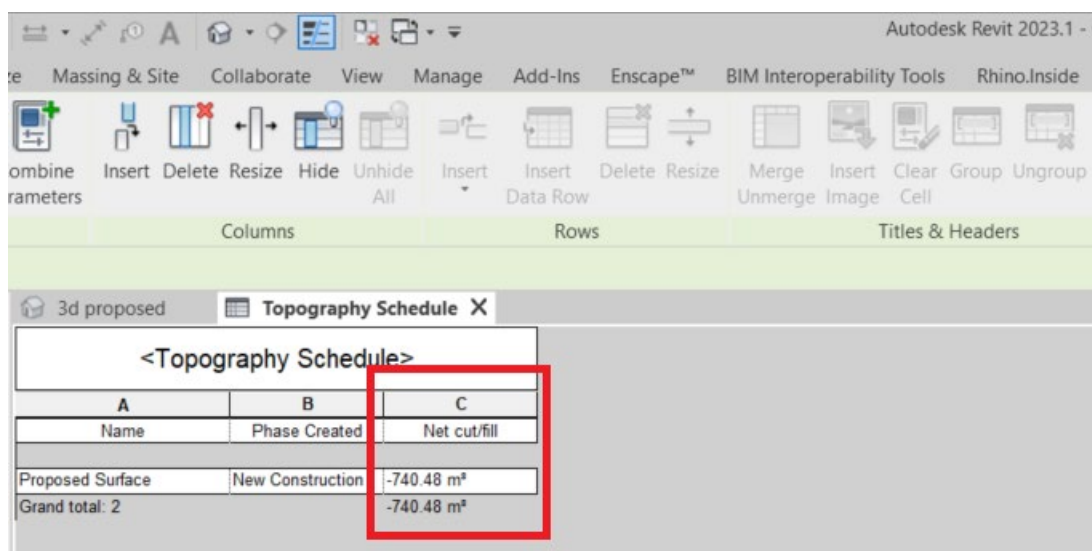 Autodesk Revit 2023.1 -
ze Massing & Site Collaborate View Manage Add-Ins Enscape™ BIM Interoperability Tools Rhino.Inside
ombine Insert Delete Resize Hide Unhide Insert Insert Delete Resize Merge Insert Clear Group Ungroup
rameters All Data Row Unmerge Image Cell
Columns Rows Titles & Headers
3d proposed Topography Schedule
<Topography Schedule>
A B C
Name Phase Created Net cut/fill
Proposed Surface New Construction -740.48 m³
Grand total: 2 -740.48 m³